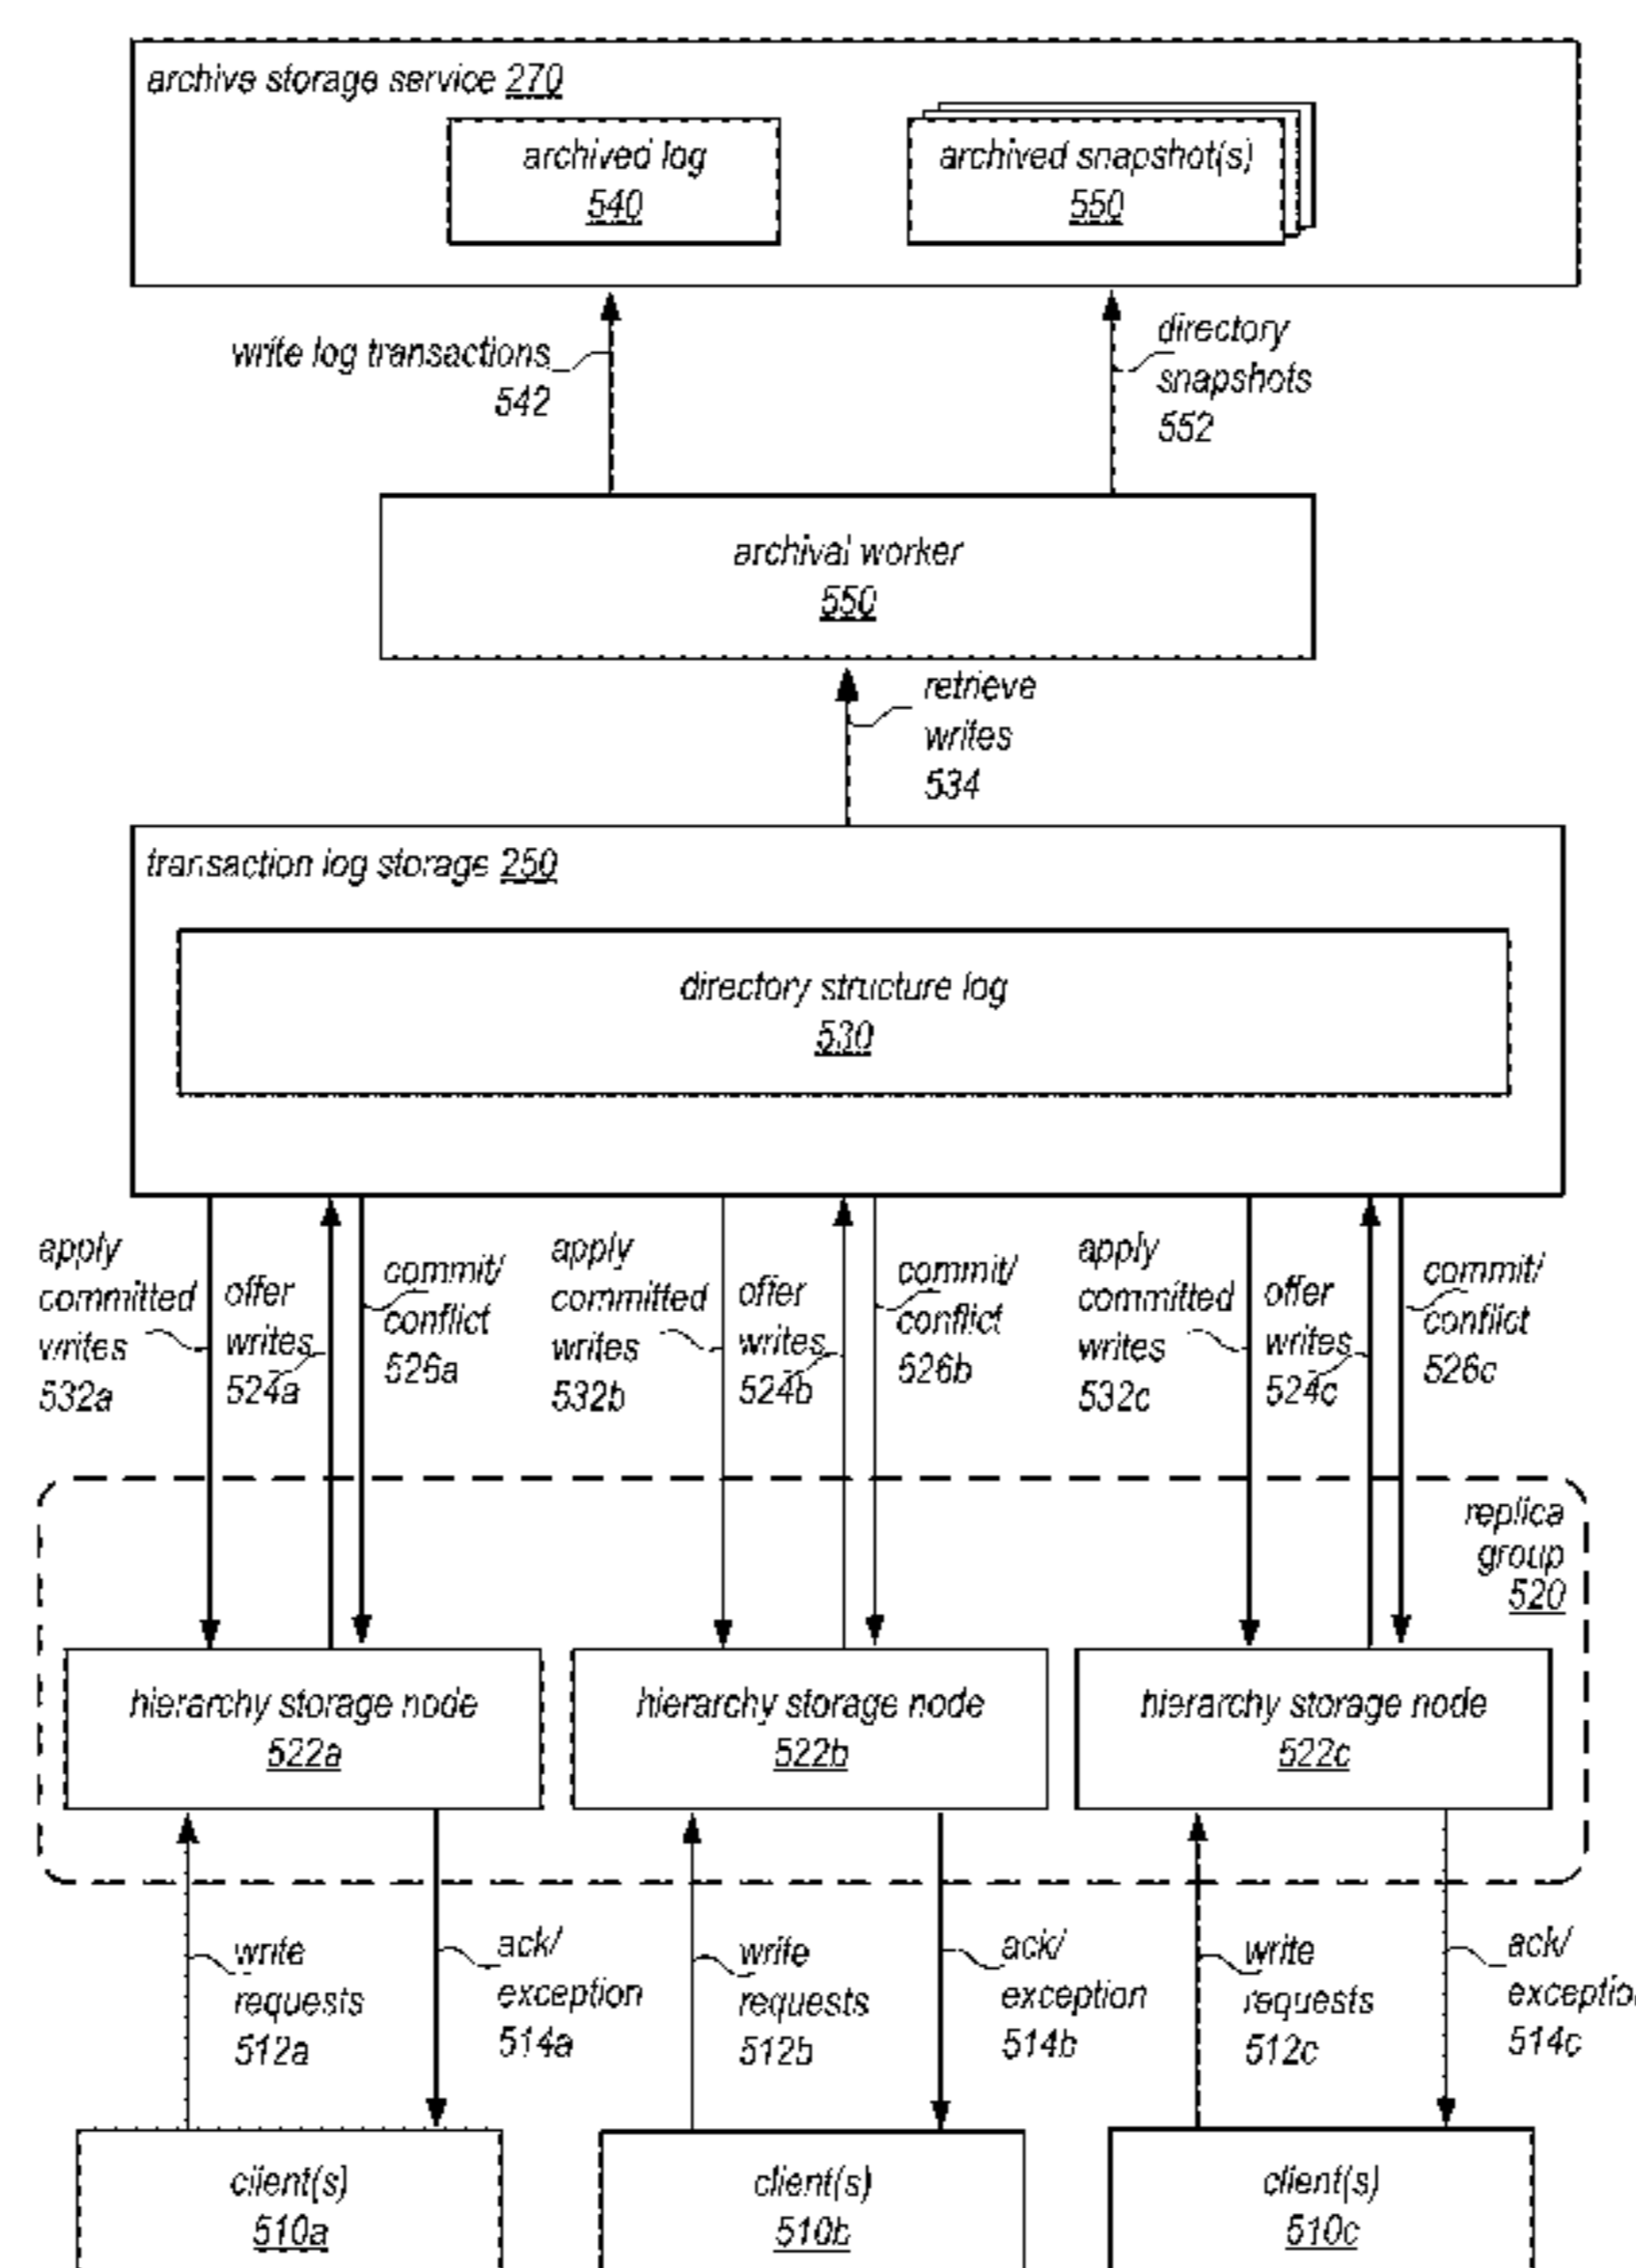 archive storage service 270
archived log
540
archived snapshot(s)
550
write log transactions
542
directory
snapshots
552
archival worker
550
retrieve
writes
534
transaction log storage 250
directory structure log
530
apply
committed
writes
532a
offer
writes
524a
commit/
conflict
526a
apply
committed
writes
532b
offer
writes
524b
commit/
conflict
526b
apply
committed
writes
532c
offer
writes
524c
commit/
conflict
526c
replica
group
520
hierarchy storage node
522a
hierarchy storage node
522b
hierarchy storage node
522c
write
requests
512a
ack/
exception
514a
write
requests
512b
ack/
exception
514b
write
requests
512c
ack/
exceptio
514c
client(s)
510a
client(s)
510b
client(s)
510c